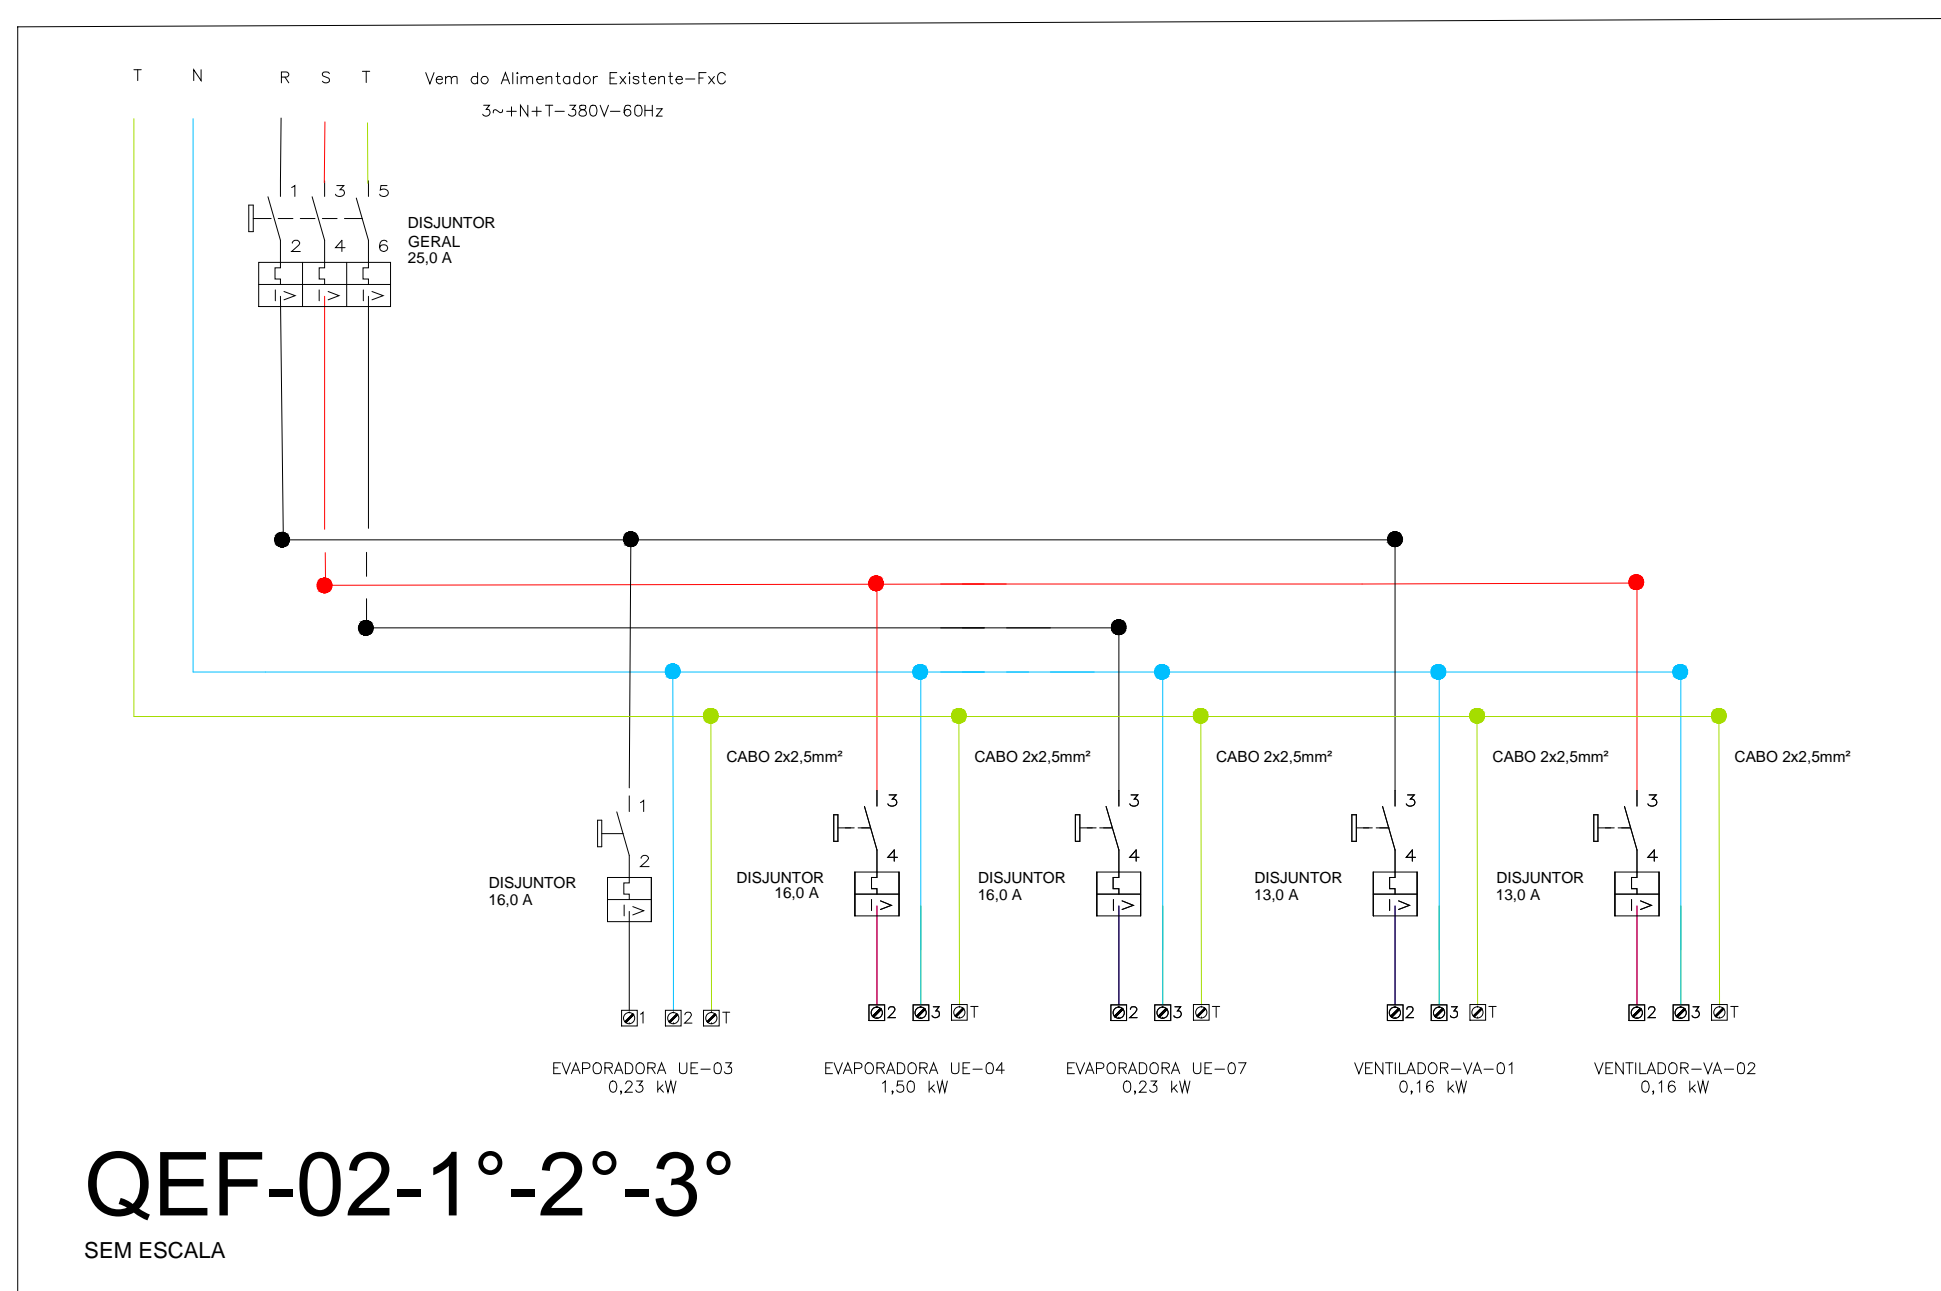 T N R S T Vem do Alimentador Existente-FxC
3~+N+T-380V-60Hz
1 3 5
DISJUNTOR
GERAL
25,0 A
2 4 6
I> I> I>
CABO 2x2,5mm² CABO 2x2,5mm² CABO 2x2,5mm² CABO 2x2,5mm² CABO 2x2,5mm²
1 3 3 3 3
2 4 4 4 4
DISJUNTOR
16,0 A
DISJUNTOR
16,0 A
DISJUNTOR
16,0 A
DISJUNTOR
13,0 A
DISJUNTOR
13,0 A
I> I> I> I> I>
1 2 T 2 3 T 2 3 T 2 3 T 2 3 T
EVAPORADORA UE-03
0,23 kW
EVAPORADORA UE-04
1,50 kW
EVAPORADORA UE-07
0,23 kW
VENTILADOR-VA-01
0,16 kW
VENTILADOR-VA-02
0,16 kW
QEF-02-1°-2°-3°
SEM ESCALA